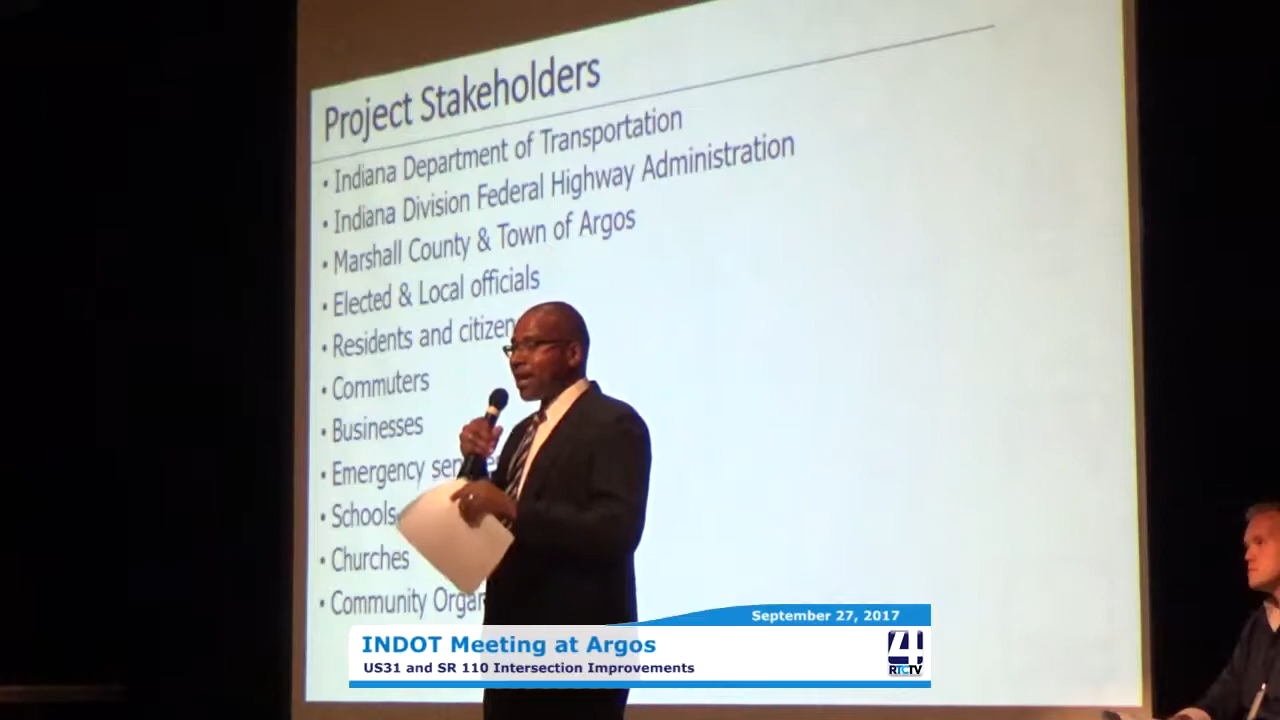 Project Stakeholders
• Indiana Department of Transportation
• Indiana Division Federal Highway Administration
• Marshall County & Town of Argos
• Elected & Local officials
• Residents and citizen
• Commuters
• Businesses
• Emergency
• Schools
• Churches
• Community
September 27, 2017
INDOT Meeting at Argos
US31 and SR 110 Intersection Improvements
4
RTCTV